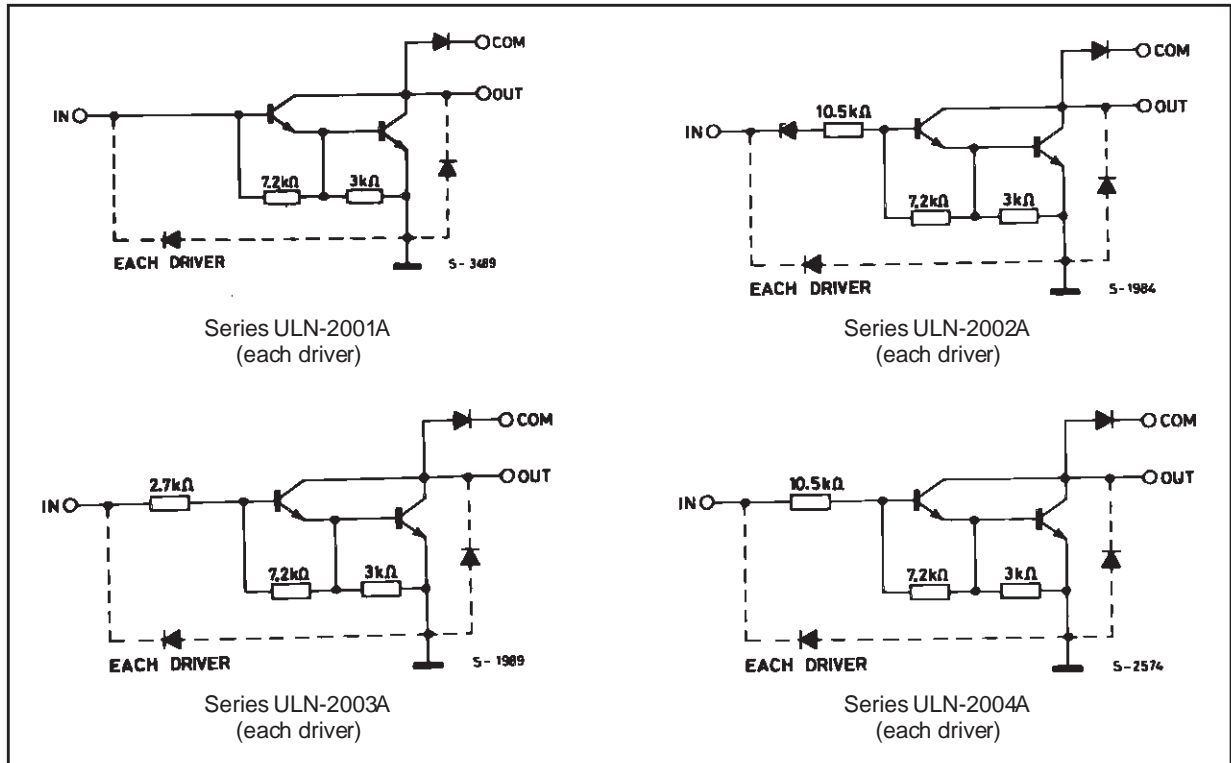 COM
OUT
IN
7.2kΩ
3kΩ
EACH DRIVER
S-3489
Series ULN-2001A
(each driver)
COM
OUT
10.5kΩ
IN
7.2kΩ
3kΩ
EACH DRIVER
S-1984
Series ULN-2002A
(each driver)
COM
OUT
2.7kΩ
IN
7.2kΩ
3kΩ
EACH DRIVER
S-1989
Series ULN-2003A
(each driver)
COM
OUT
10.5kΩ
IN
7.2kΩ
3kΩ
EACH DRIVER
S-2574
Series ULN-2004A
(each driver)